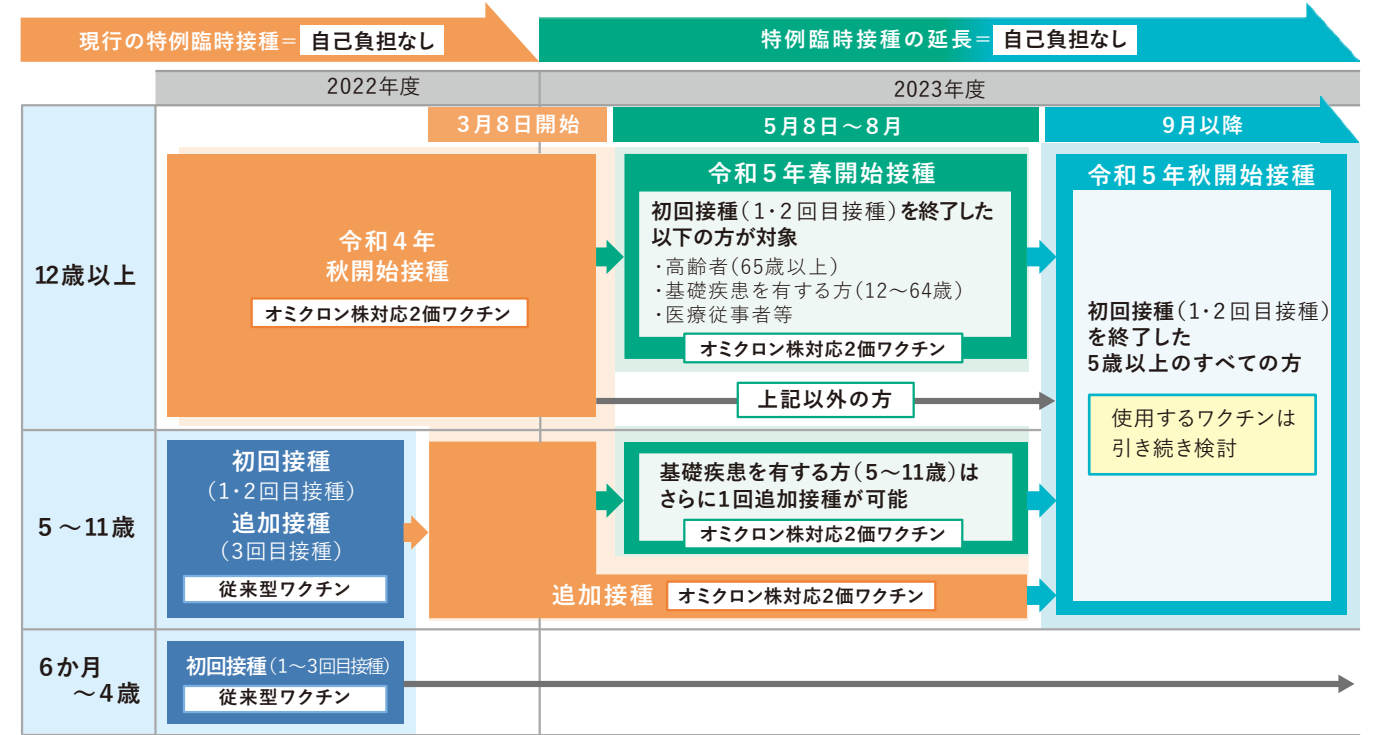 現行の特例臨時接種= 自己負担なし
特例臨時接種の延長= 自己負担なし
2022年度
2023年度
3月8日開始
5月8日～8月
9月以降
12歳以上
令和4年
秋開始接種
オミクロン株対応2価ワクチン
令和5年春開始接種
初回接種(1・2回目接種)を終了した
以下の方が対象
・高齢者(65歳以上)
・基礎疾患を有する方(12～64歳)
・医療従事者等
オミクロン株対応2価ワクチン
上記以外の方
令和5年秋開始接種
初回接種(1・2回目接種)
を終了した
5歳以上のすべての方
使用するワクチンは
引き続き検討
5～11歳
初回接種
(1・2回目接種)
追加接種
(3回目接種)
従来型ワクチン
基礎疾患を有する方(5～11歳)は
さらに1回追加接種が可能
オミクロン株対応2価ワクチン
追加接種 オミクロン株対応2価ワクチン
6か月
～4歳
初回接種(1～3回目接種)
従来型ワクチン